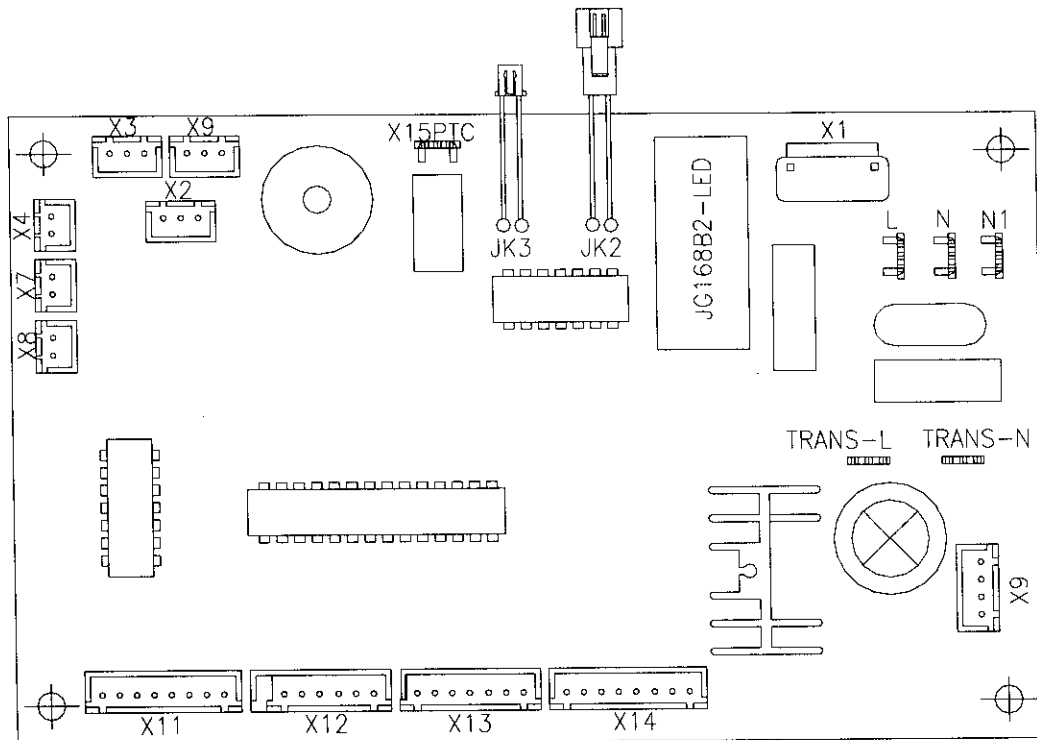 X3
X9
X15PTC
X1
X2
X4
L
N
N1
JK3
JK2
JG168B2-LED
X7
X8
TRANS-L
TRANS-N
X9
X11
X12
X13
X14